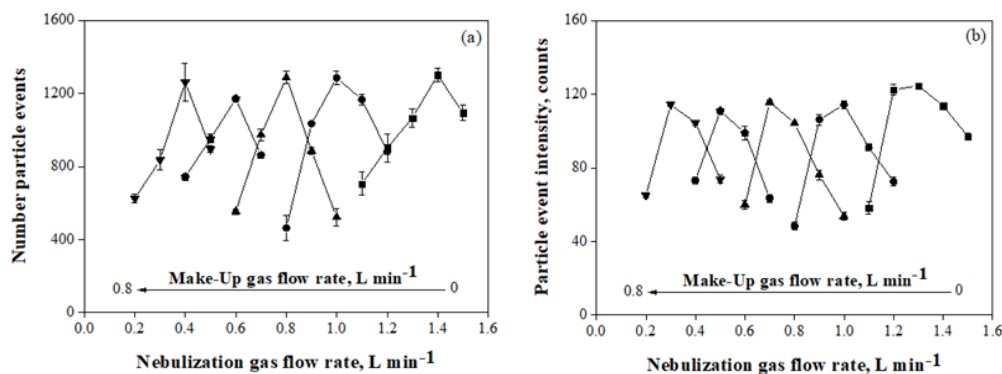 (a)
1600
1200
800
400
0
Number particle events
Make-Up gas flow rate, L min⁻¹
0.8
0
0.0 0.2 0.4 0.6 0.8 1.0 1.2 1.4 1.6
Nebulization gas flow rate, L min⁻¹
(b)
160
120
80
40
0
Particle event intensity, counts
Make-Up gas flow rate, L min⁻¹
0.8
0
0.0 0.2 0.4 0.6 0.8 1.0 1.2 1.4 1.6
Nebulization gas flow rate, L min⁻¹